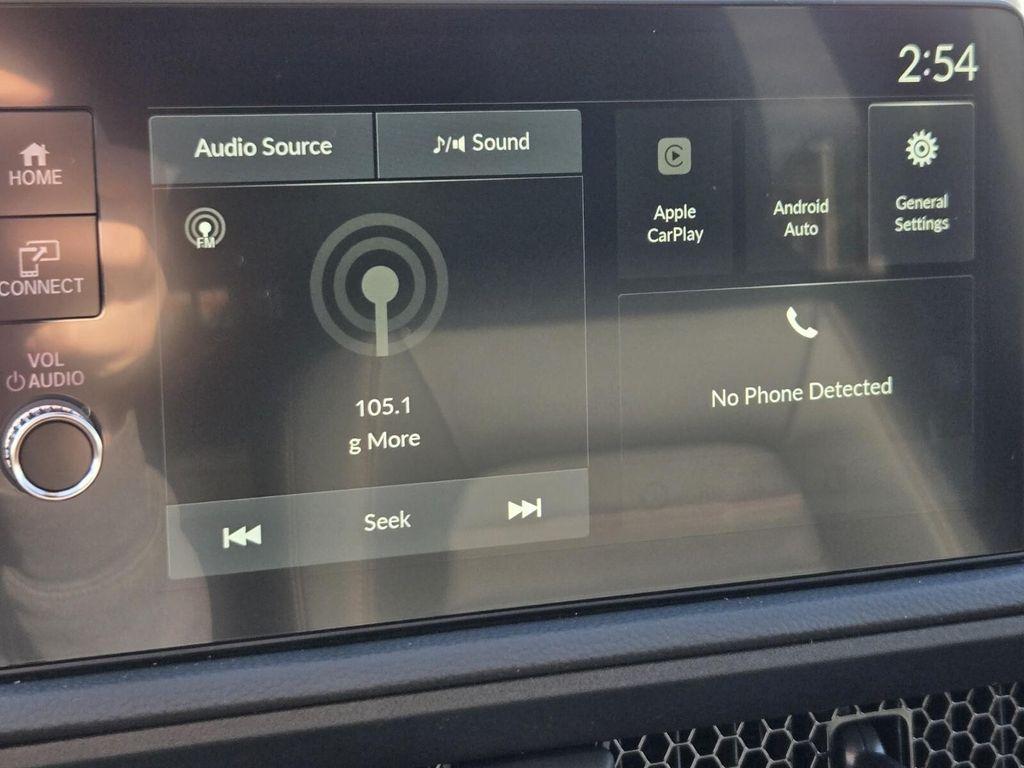 2:54
HOME
CONNECT
VOL
AUDIO
Audio Source
Sound
FM
105.1
g More
Seek
Apple
CarPlay
Android
Auto
General
Settings
No Phone Detected